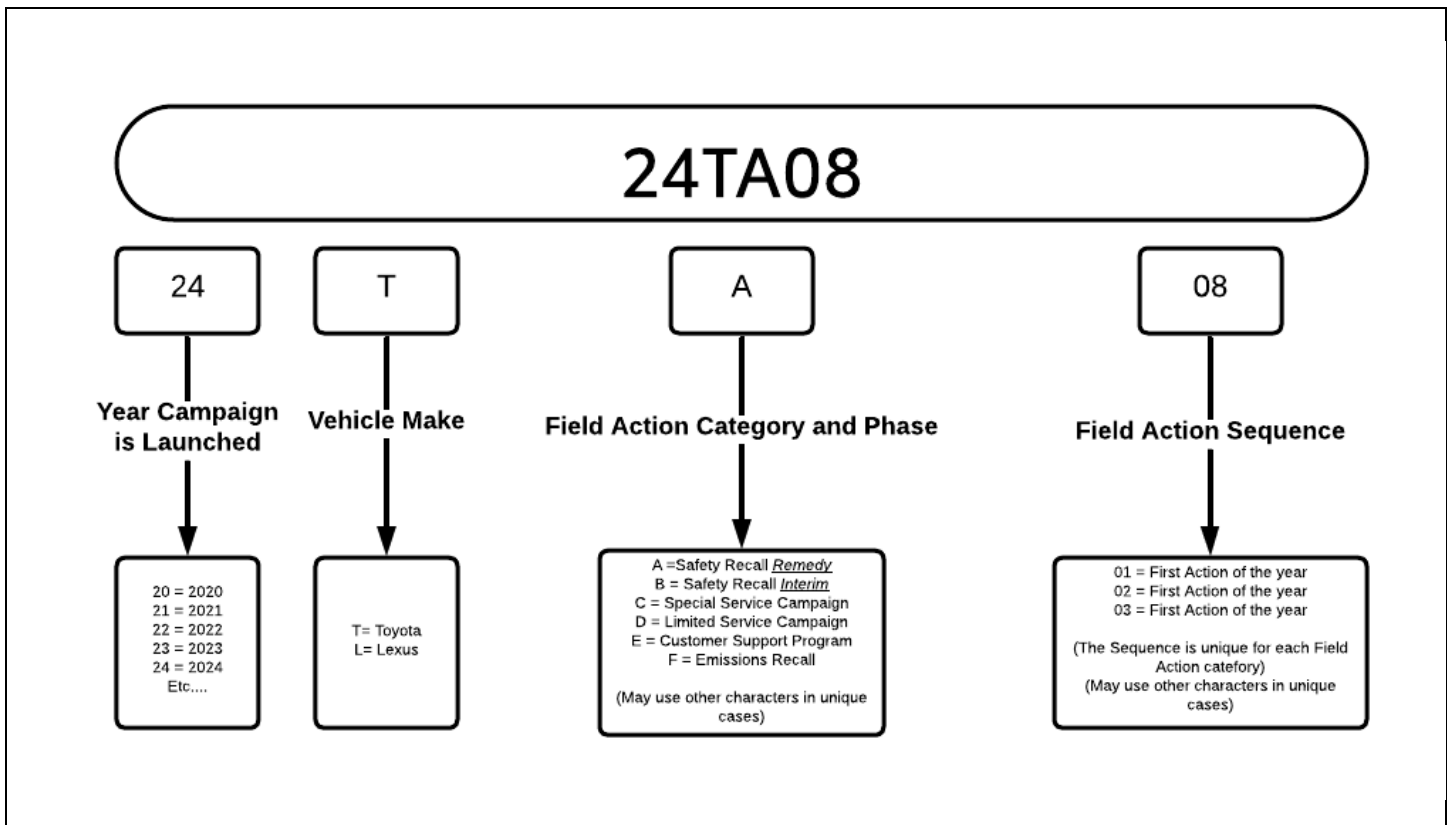 24TA08
24
T
A
08
Year Campaign
is Launched
Vehicle Make
Field Action Category and Phase
Field Action Sequence
20 = 2020
21 = 2021
22 = 2022
23 = 2023
24 = 2024
Etc....
T= Toyota
L= Lexus
A =Safety Recall Remedy
B = Safety Recall Interim
C = Special Service Campaign
D = Limited Service Campaign
E = Customer Support Program
F = Emissions Recall
(May use other characters in unique
cases)
01 = First Action of the year
02 = First Action of the year
03 = First Action of the year
(The Sequence is unique for each Field
Action catefory)
(May use other characters in unique
cases)